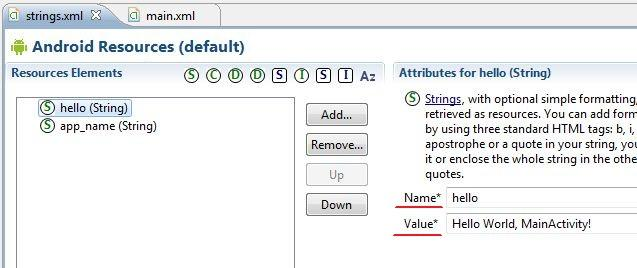 strings.xml
main.xml
Android Resources (default)
Resources Elements
S C D D S I S I Az
S hello (String)
S app_name (String)
Add...
Remove...
Up
Down
Attributes for hello (String)
S Strings, with optional simple formatting,
retrieved as resources. You can add form
by using three standard HTML tags: b, i,
apostrophe or a quote in your string, you
it or enclose the whole string in the other
quotes.
Name* hello
Value* Hello World, MainActivity!